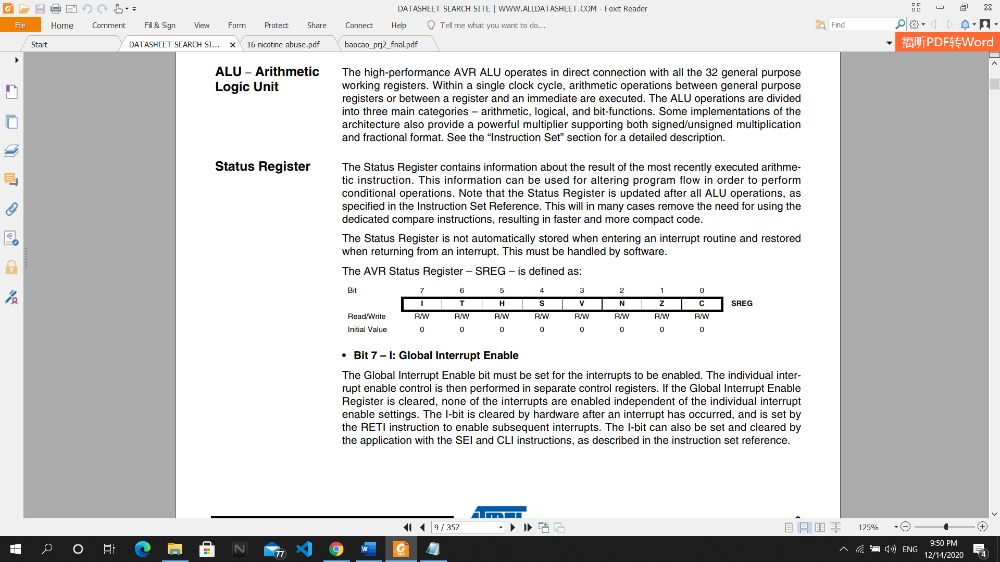 DATASHEET SEARCH SITE | WWW.ALLDATASHEET.COM - Foxit Reader
File Home Comment Fill & Sign View Form Protect Share Connect Help Tell me what you want to do... Find
Start DATASHEET SEARCH SI... 16-nicotine-abuse.pdf baocao_prj2_final.pdf 福昕PDF转Word
ALU – Arithmetic
Logic Unit
The high-performance AVR ALU operates in direct connection with all the 32 general purpose
working registers. Within a single clock cycle, arithmetic operations between general purpose
registers or between a register and an immediate are executed. The ALU operations are divided
into three main categories – arithmetic, logical, and bit-functions. Some implementations of the
architecture also provide a powerful multiplier supporting both signed/unsigned multiplication
and fractional format. See the “Instruction Set” section for a detailed description.
Status Register
The Status Register contains information about the result of the most recently executed arithme-
tic instruction. This information can be used for altering program flow in order to perform
conditional operations. Note that the Status Register is updated after all ALU operations, as
specified in the Instruction Set Reference. This will in many cases remove the need for using the
dedicated compare instructions, resulting in faster and more compact code.
The Status Register is not automatically stored when entering an interrupt routine and restored
when returning from an interrupt. This must be handled by software.
The AVR Status Register – SREG – is defined as:
Bit 7 6 5 4 3 2 1 0
I T H S V N Z C SREG
Read/Write R/W R/W R/W R/W R/W R/W R/W R/W
Initial Value 0 0 0 0 0 0 0 0
• Bit 7 – I: Global Interrupt Enable
The Global Interrupt Enable bit must be set for the interrupts to be enabled. The individual inter-
rupt enable control is then performed in separate control registers. If the Global Interrupt Enable
Register is cleared, none of the interrupts are enabled independent of the individual interrupt
enable settings. The I-bit is cleared by hardware after an interrupt has occurred, and is set by
the RETI instruction to enable subsequent interrupts. The I-bit can also be set and cleared by
the application with the SEI and CLI instructions, as described in the instruction set reference.
9 / 357 125%
77 ENG 9:50 PM
12/14/2020 4